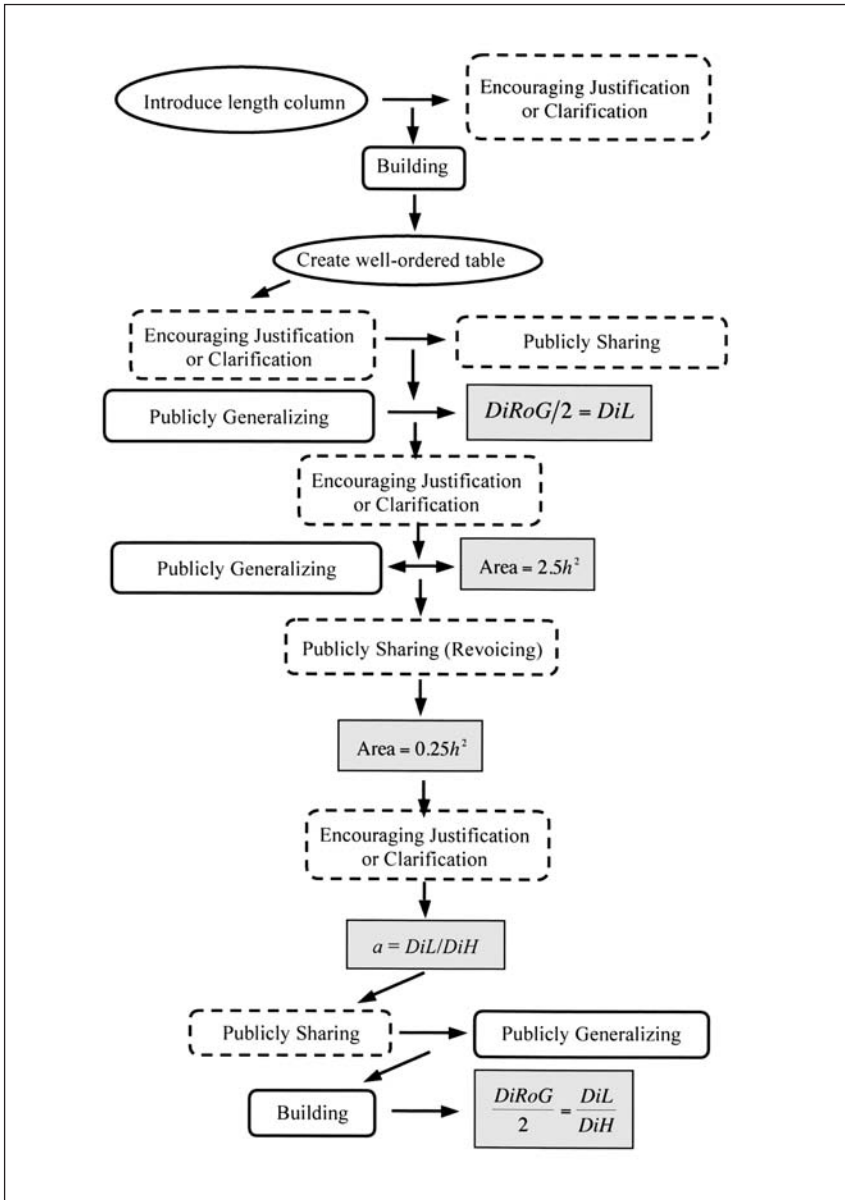 Introduce length column
Encouraging Justification
or Clarification
Building
Create well-ordered table
Encouraging Justification
or Clarification
Publicly Sharing
Publicly Generalizing
DiRoG/2 = DiL
Encouraging Justification
or Clarification
Publicly Generalizing
Area = 2.5h²
Publicly Sharing (Revoicing)
Area = 0.25h²
Encouraging Justification
or Clarification
a = DiL/DiH
Publicly Sharing
Publicly Generalizing
Building
DiRoG/2 = DiL/DiH